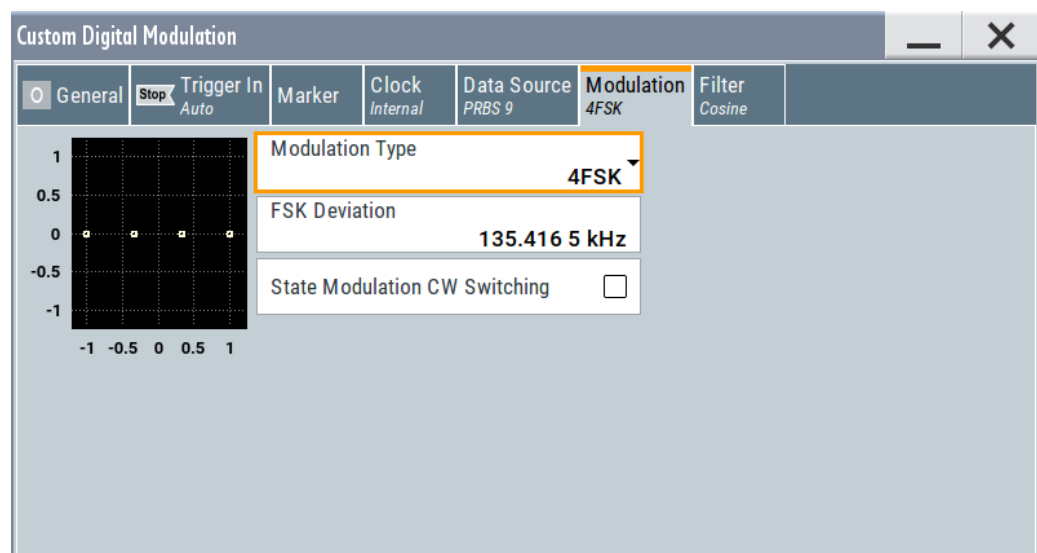 Custom Digital Modulation
General
Stop
Trigger In
Auto
Marker
Clock
Internal
Data Source
PRBS 9
Modulation
4FSK
Filter
Cosine
1
0.5
0
-0.5
-1
-1 -0.5 0 0.5 1
Modulation Type
4FSK
FSK Deviation
135.416 5 kHz
State Modulation CW Switching